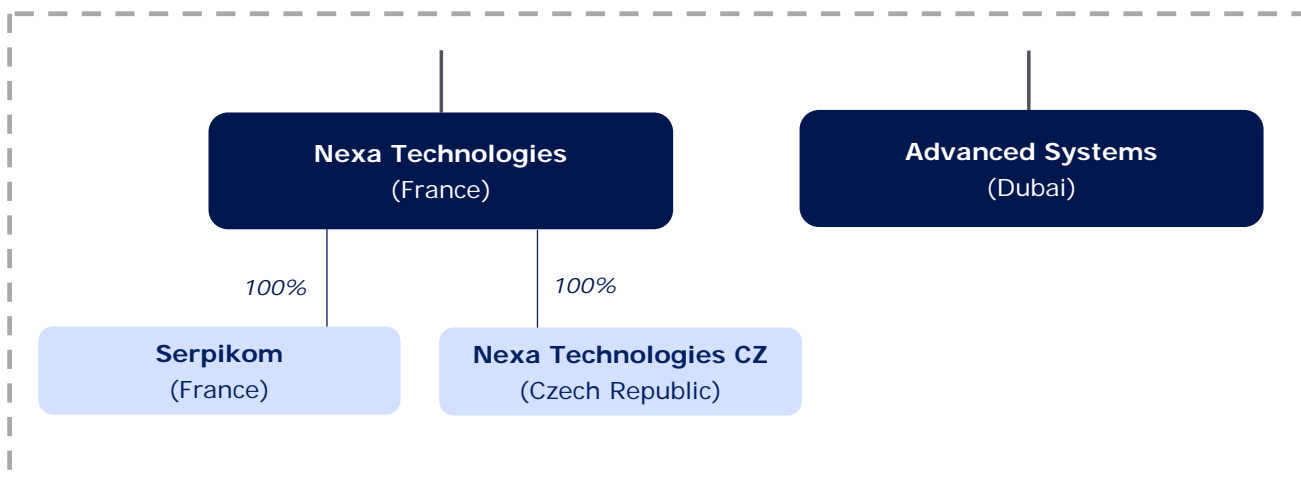 Nexa Technologies
(France)
Advanced Systems
(Dubai)
100%
100%
Serpikom
(France)
Nexa Technologies CZ
(Czech Republic)